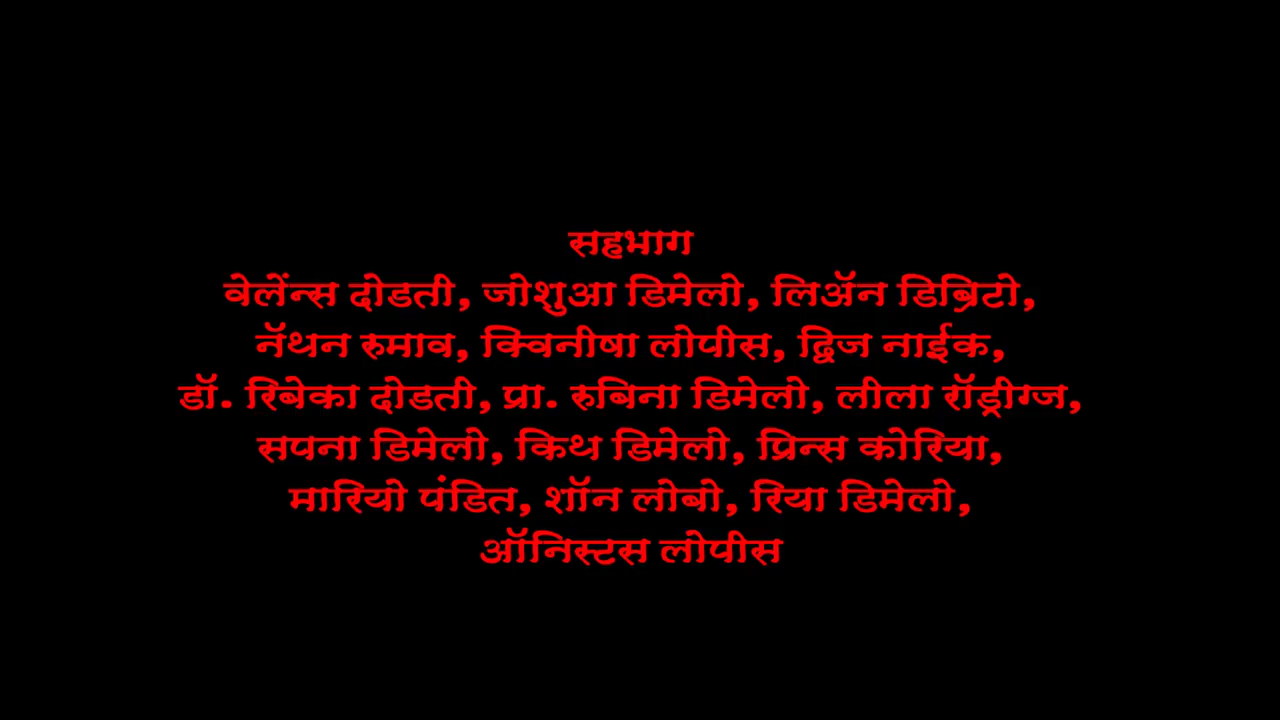 सहभाग
वेलेंन्स दोडती, जोशुआ डिमेलो, लिॲन डिब्रिटो,
नॅथन रुमाव, क्विनीषा लोपीस, द्विज नाईक,
डॉ. रिबेका दोडती, प्रा. रुबिना डिमेलो, लीला रॉड्रीग्ज,
सपना डिमेलो, किथ डिमेलो, प्रिन्स कोरिया,
मारियो पंडित, शॉन लोबो, रिया डिमेलो,
ऑनिस्टस लोपीस